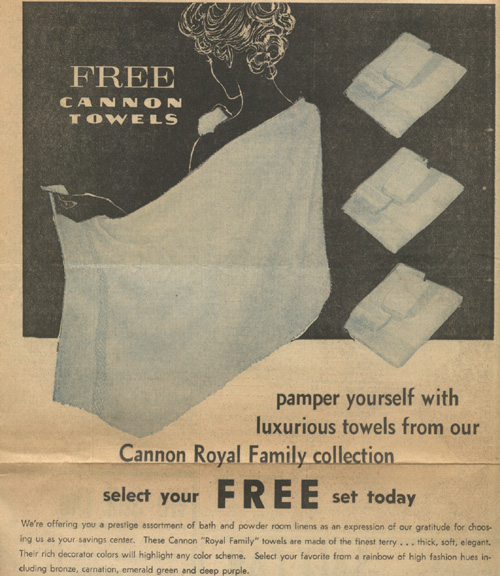 FREE
CANNON
TOWELS
pamper yourself with
luxurious towels from our
Cannon Royal Family collection
select your FREE set today
We're offering you a prestige assortment of bath and powder room linens as an expression of our gratitude for choos-
ing us as your savings center. These Cannon "Royal Family" towels are made of the finest terry . . . thick, soft, elegant.
Their rich decorator colors will highlight any color scheme. Select your favorite from a rainbow of high fashion hues in-
cluding bronze, carnation, emerald green and deep purple.